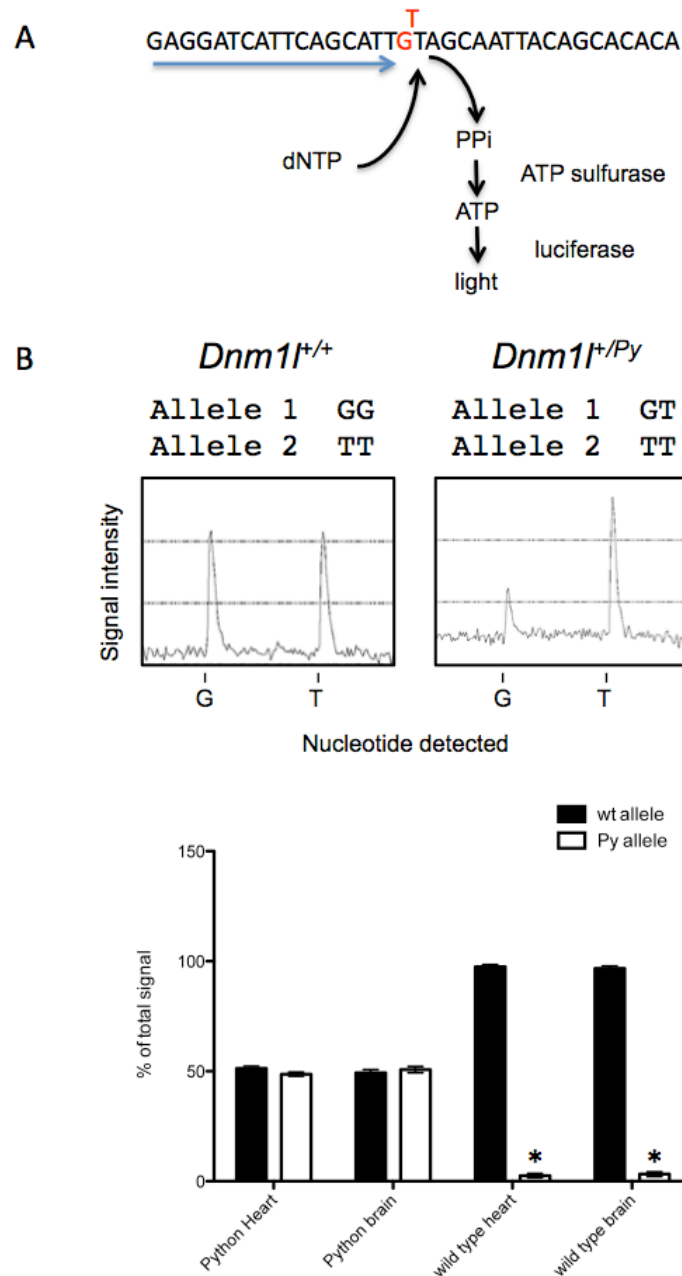 A
T
GAGGATCATTCAGCATTGTAGCAATTACAGCACACA
dNTP
PPi
ATP sulfurase
ATP
luciferase
light
B
Dnm1l+/+ Dnm1l+/Py
Allele 1 GG Allele 1 GT
Allele 2 TT Allele 2 TT
Signal intensity
G T G T
Nucleotide detected
wt allele
Py allele
150
100
50
0
% of total signal
* *
Python Heart
Python brain
wild type heart
wild type brain